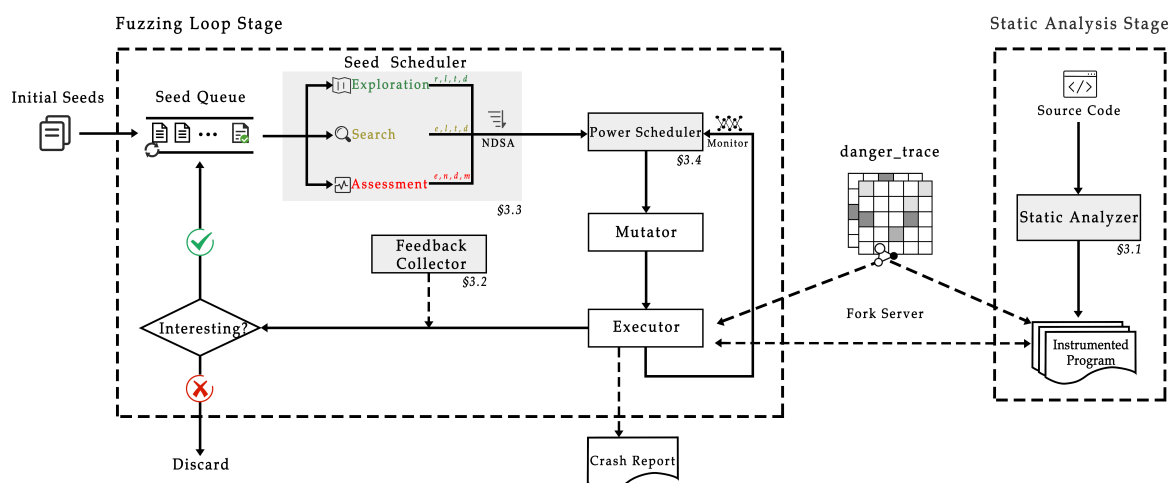 Fuzzing Loop Stage
Static Analysis Stage
Initial Seeds
Seed Queue
Seed Scheduler
Exploration
r, l, t, d
Search
e, l, t, d
Assessment
e, n, d, m
NDSA
§3.3
Power Scheduler
§3.4
Monitor
Mutator
Feedback
Collector
§3.2
Interesting?
Executor
Discard
Crash Report
danger_trace
Fork Server
Source Code
Static Analyzer
§3.1
Instrumented
Program